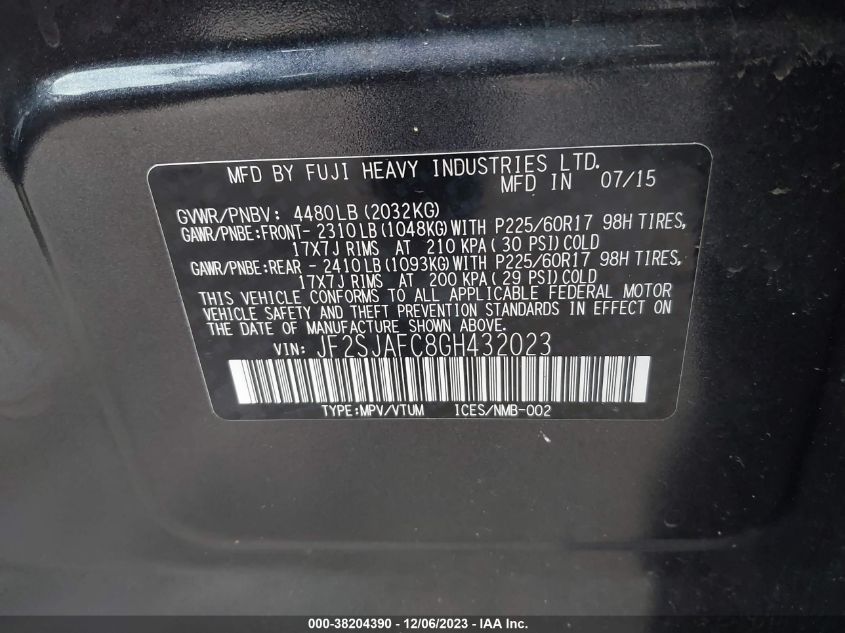 MFD BY FUJI HEAVY INDUSTRIES LTD.
MFD IN 07/15
GVWR/PNBV: 4480LB(2032KG)
GAWR/PNBE:FRONT-2310LB(1048KG)WITH P225/60R17 98H TIRES,
17X7J RIMS AT 210 KPA(30 PSI)COLD
GAWR/PNBE:REAR -2410LB(1093KG)WITH P225/60R17 98H TIRES,
17X7J RIMS AT 200 KPA(29 PSI)COLD
THIS VEHICLE CONFORMS TO ALL APPLICABLE FEDERAL MOTOR
VEHICLE SAFETY AND THEFT PREVENTION STANDARDS IN EFFECT ON
THE DATE OF MANUFACTURE SHOWN ABOVE.
VIN: JF2SJAFC8GH432023
TYPE:MPV/VTUM ICES/NMB-002
000-38204390 - 12/06/2023 - IAA Inc.